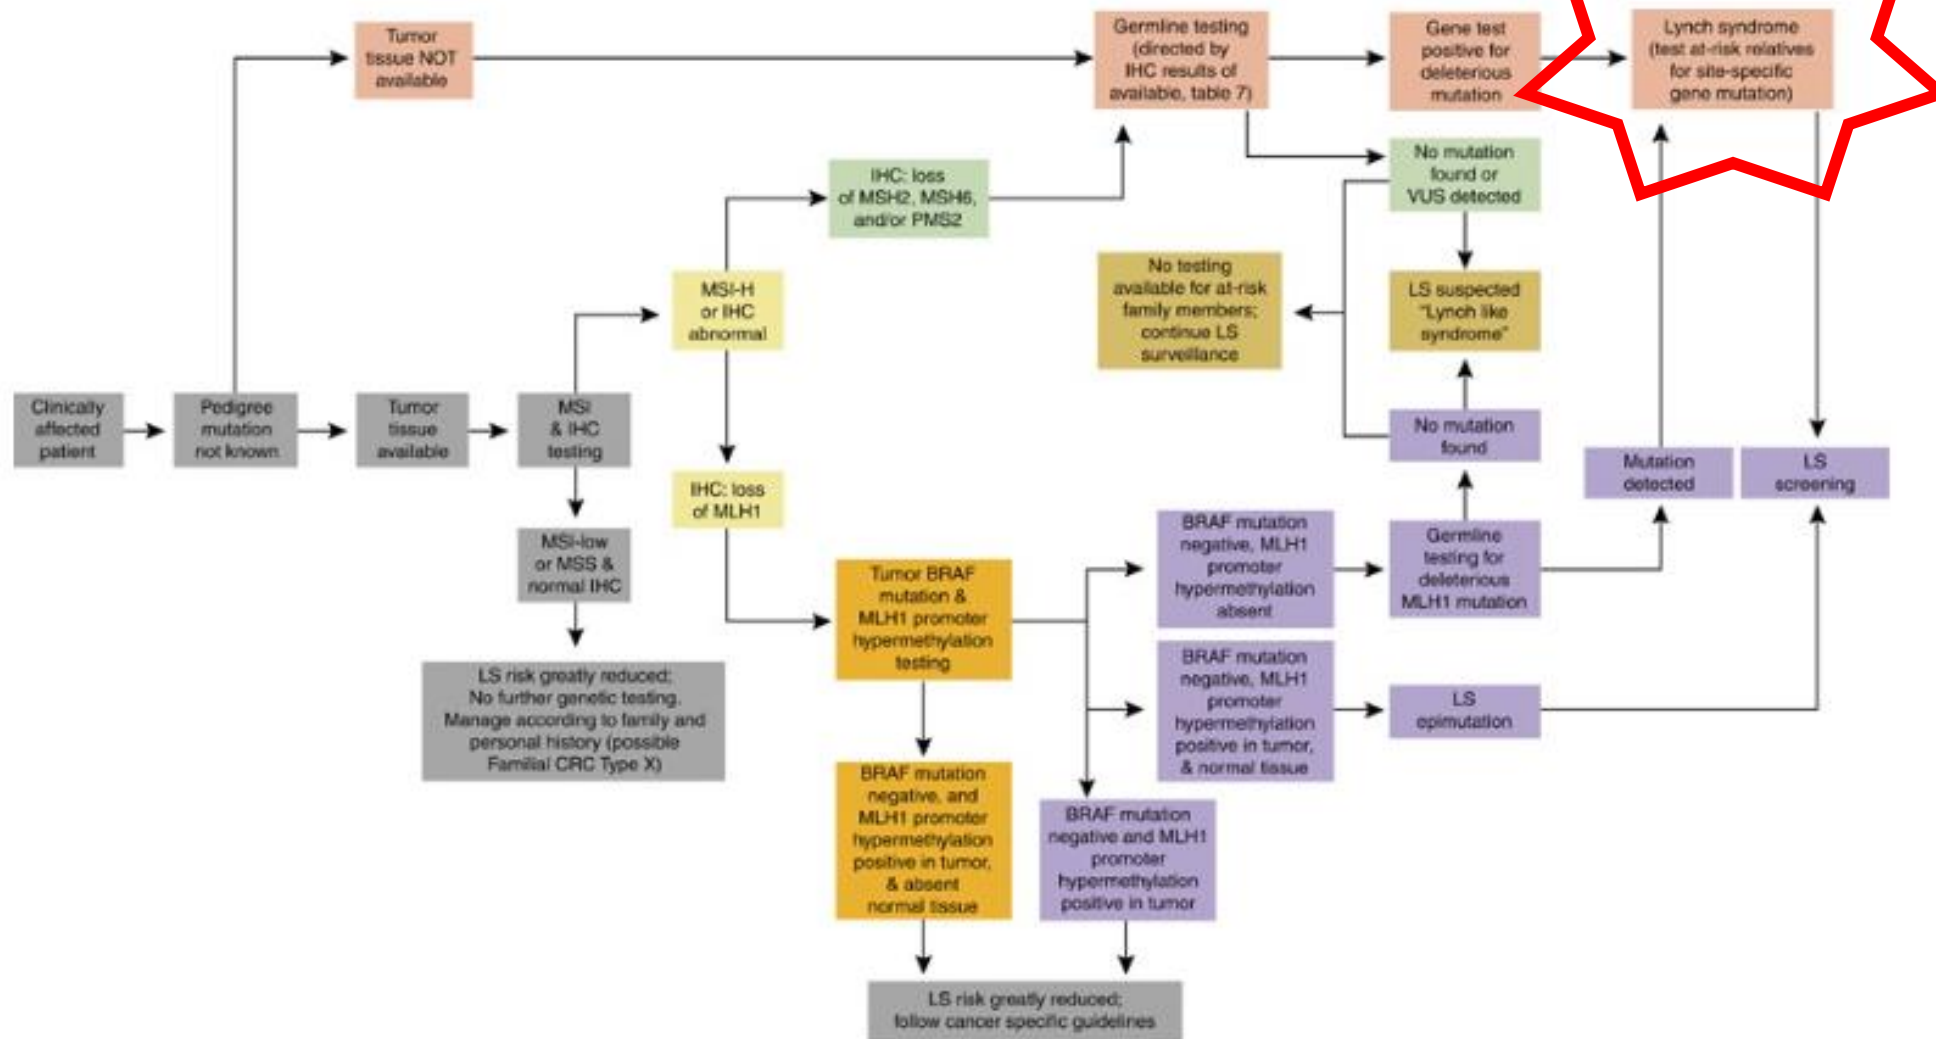 Tumor
tissue NOT
available
Germline testing
(directed by
IHC results of
available, table 7)
Gene test
positive for
deleterious
mutation
Lynch syndrome
(test at-risk relatives
for site-specific
gene mutation)
IHC: loss
of MSH2, MSH6,
and/or PMS2
No mutation
found or
VUS detected
MSI-H
or IHC
abnormal
No testing
available for at-risk
family members;
continue LS
surveillance
LS suspected
"Lynch like
syndrome"
Clinically
affected
patient
Pedigree
mutation
not known
Tumor
tissue
available
MSI
& IHC
testing
No mutation
found
Mutation
detected
LS
screening
IHC: loss
of MLH1
MSI-low
or MSS &
normal IHC
Tumor BRAF
mutation &
MLH1 promoter
hypermethylation
testing
BRAF mutation
negative, MLH1
promoter
hypermethylation
absent
Germline
testing for
deleterious
MLH1 mutation
LS risk greatly reduced;
No further genetic testing.
Manage according to family and
personal history (possible
Familial CRC Type X)
BRAF mutation
negative, MLH1
promoter
hypermethylation
positive in tumor,
& normal tissue
LS
epimutation
BRAF mutation
negative, and
MLH1 promoter
hypermethylation
positive in tumor,
& absent
normal tissue
BRAF mutation
negative and MLH1
promoter
hypermethylation
positive in tumor
LS risk greatly reduced;
follow cancer specific guidelines